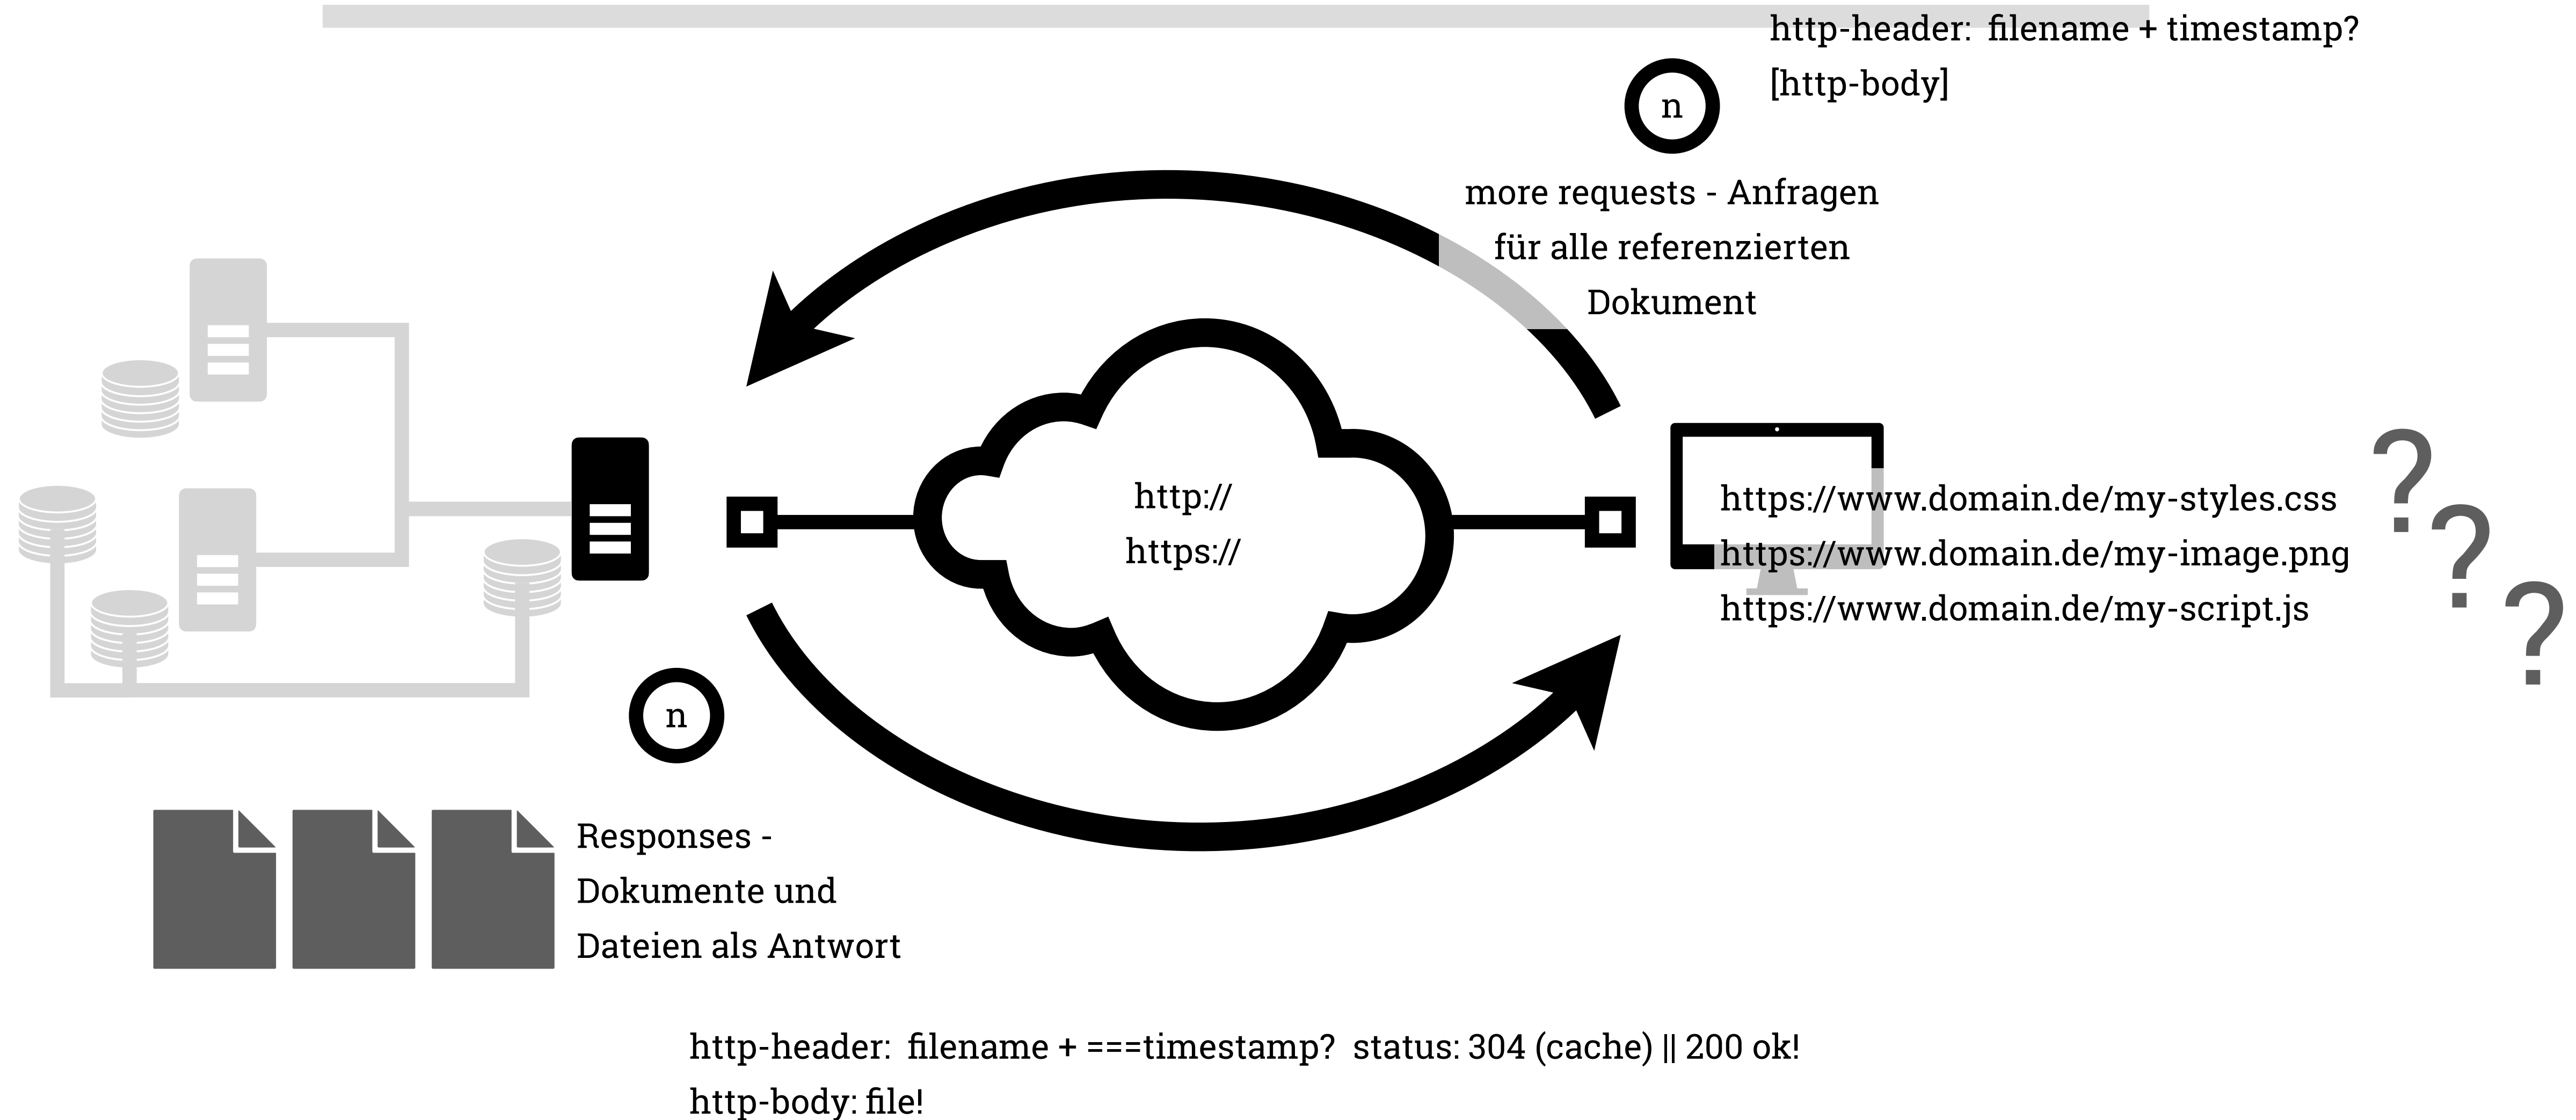 http-header:  filename + timestamp?
[http-body]
n
more requests - Anfragen
für alle referenzierten
Dokument
http://
https://
https://www.domain.de/my-styles.css
https://www.domain.de/my-image.png
https://www.domain.de/my-script.js
?
?
?
n
Responses -
Dokumente und
Dateien als Antwort
http-header:  filename + ===timestamp?  status: 304 (cache) || 200 ok!
http-body: file!